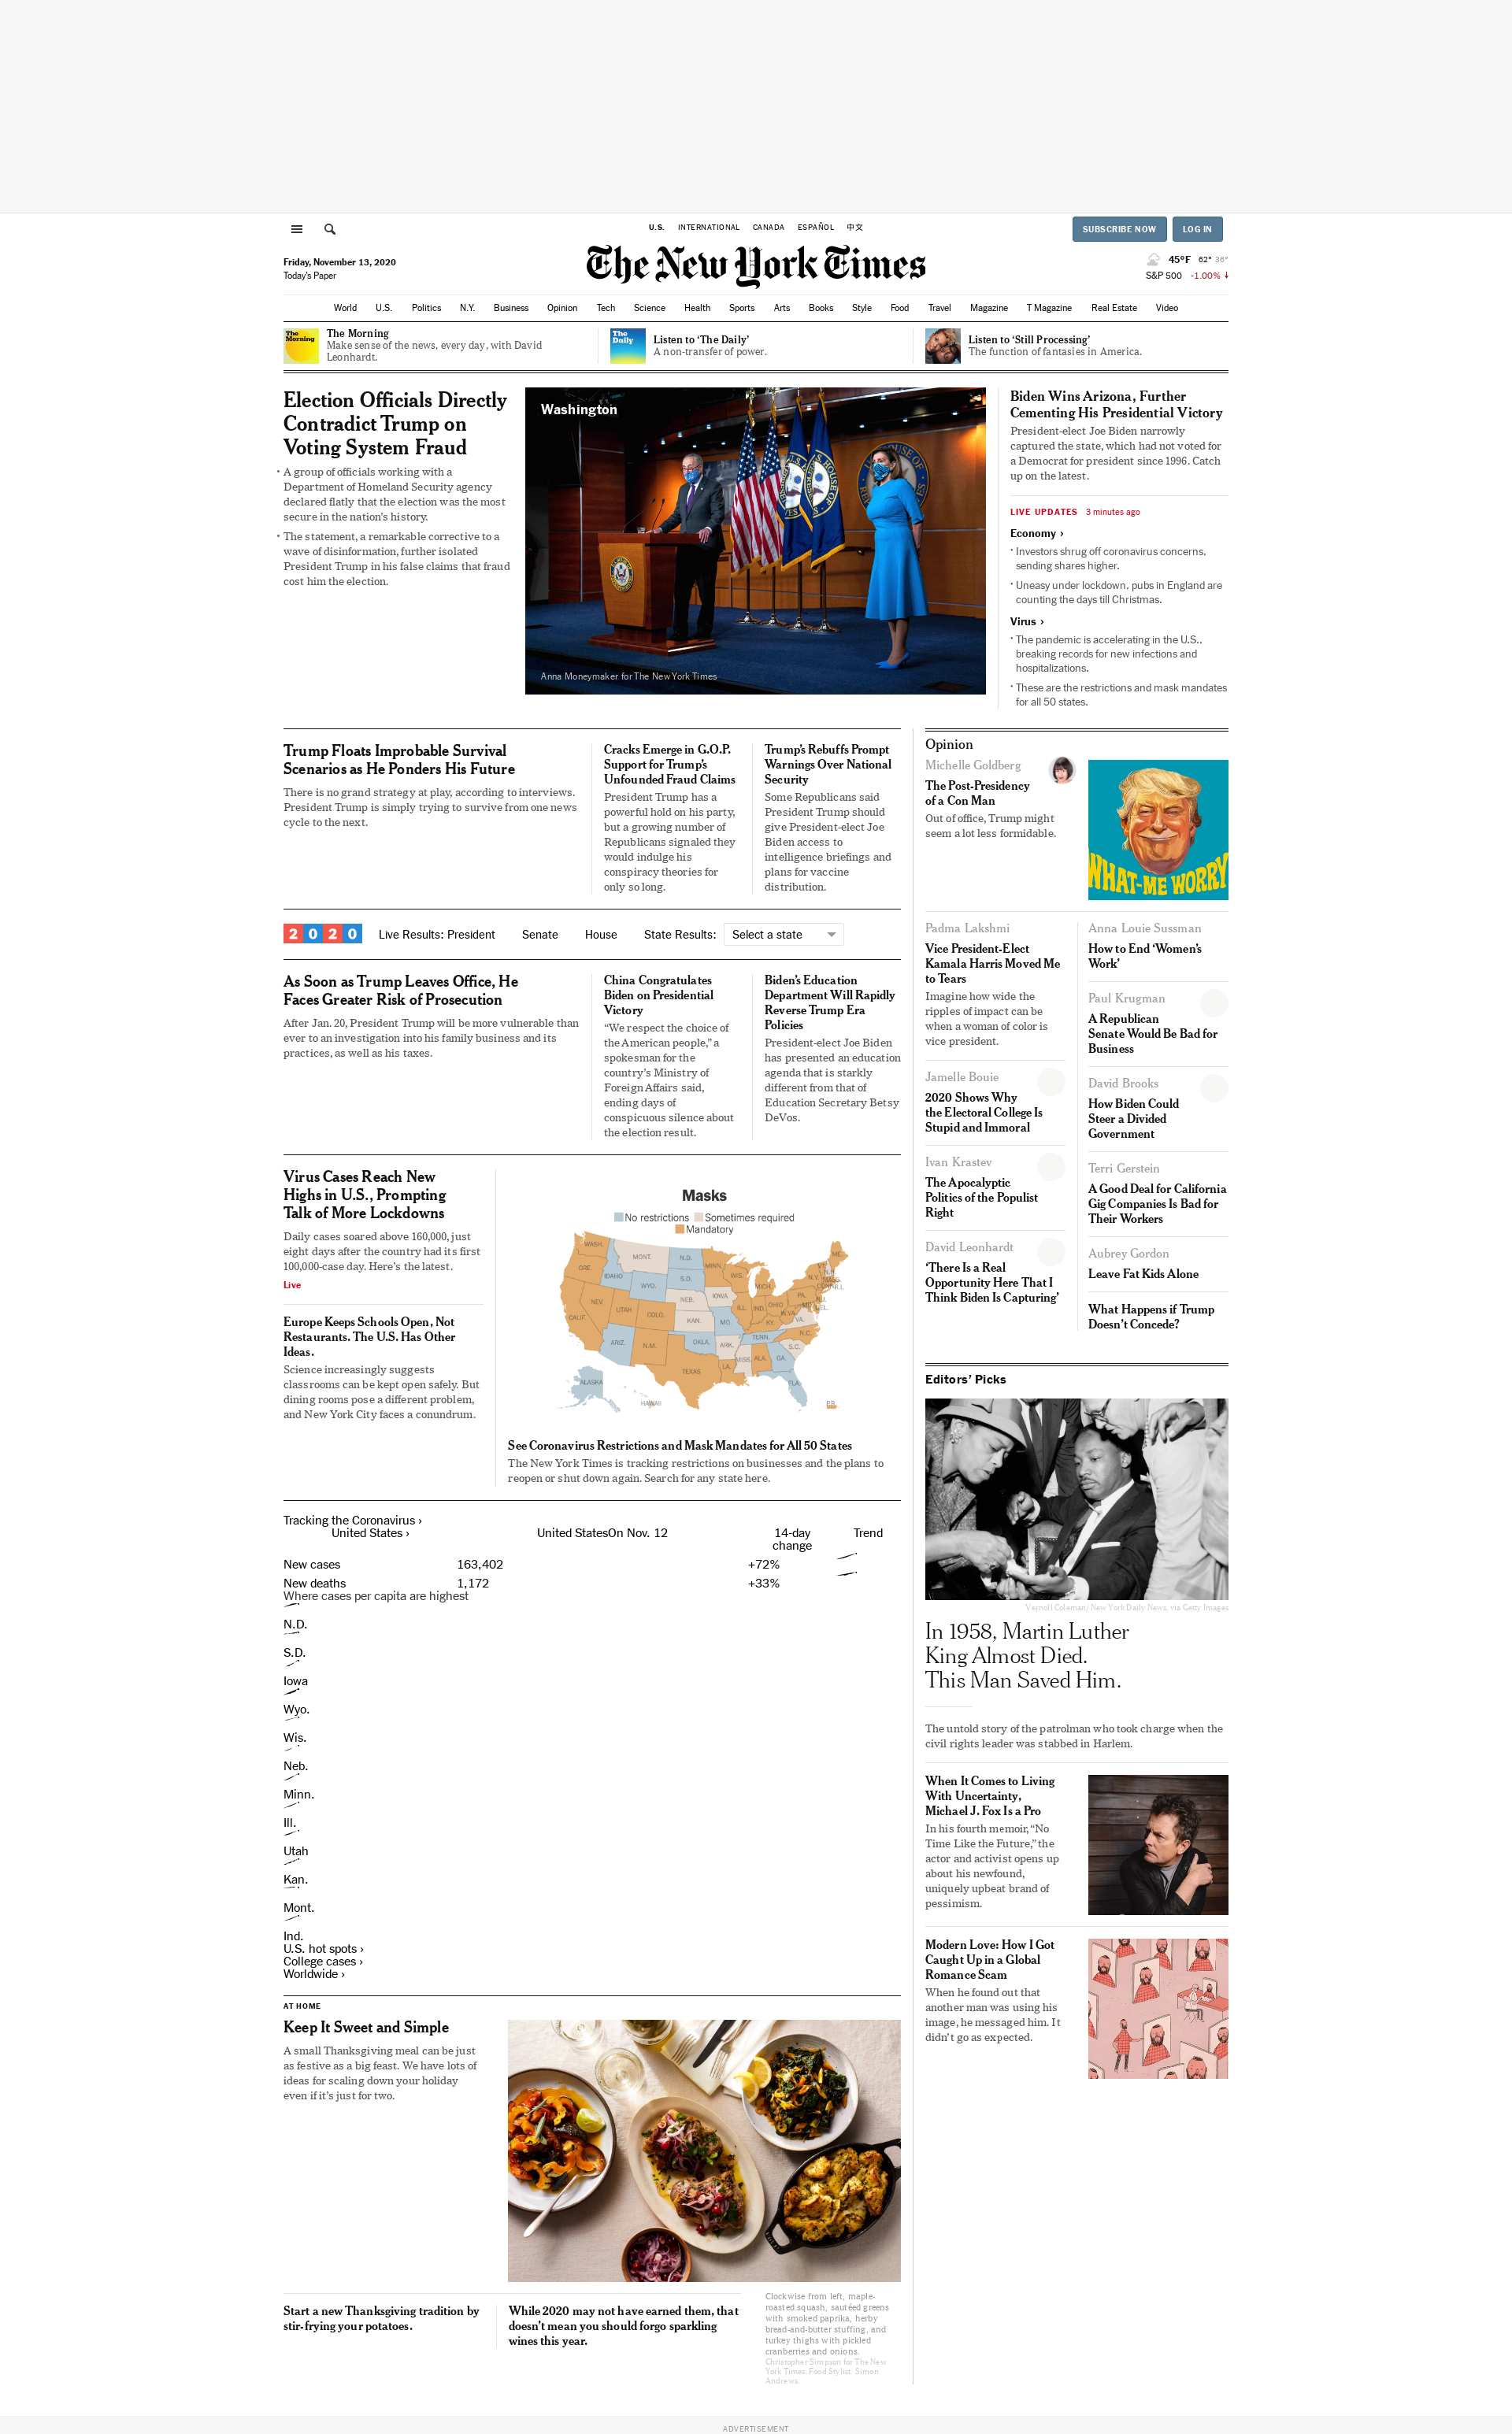 U.S. INTERNATIONAL CANADA ESPAÑOL 中文
SUBSCRIBE NOW LOG IN
Friday, November 13, 2020
Today's Paper
The New York Times
45°F 62° 36°
S&P 500 -1.00%
World U.S. Politics N.Y. Business Opinion Tech Science Health Sports Arts Books Style Food Travel Magazine T Magazine Real Estate Video
The Morning
The Morning
Make sense of the news, every day, with David
Leonhardt.
The Daily
Listen to ‘The Daily’
A non-transfer of power.
Listen to ‘Still Processing’
The function of fantasies in America.
Election Officials Directly
Contradict Trump on
Voting System Fraud
• A group of officials working with a
Department of Homeland Security agency
declared flatly that the election was the most
secure in the nation’s history.
• The statement, a remarkable corrective to a
wave of disinformation, further isolated
President Trump in his false claims that fraud
cost him the election.
Washington
Anna Moneymaker for The New York Times
Biden Wins Arizona, Further
Cementing His Presidential Victory
President-elect Joe Biden narrowly
captured the state, which had not voted for
a Democrat for president since 1996. Catch
up on the latest.
LIVE UPDATES 3 minutes ago
Economy ›
• Investors shrug off coronavirus concerns,
sending shares higher.
• Uneasy under lockdown, pubs in England are
counting the days till Christmas.
Virus ›
• The pandemic is accelerating in the U.S.,
breaking records for new infections and
hospitalizations.
• These are the restrictions and mask mandates
for all 50 states.
Trump Floats Improbable Survival
Scenarios as He Ponders His Future
There is no grand strategy at play, according to interviews.
President Trump is simply trying to survive from one news
cycle to the next.
Cracks Emerge in G.O.P.
Support for Trump’s
Unfounded Fraud Claims
President Trump has a
powerful hold on his party,
but a growing number of
Republicans signaled they
would indulge his
conspiracy theories for
only so long.
Trump’s Rebuffs Prompt
Warnings Over National
Security
Some Republicans said
President Trump should
give President-elect Joe
Biden access to
intelligence briefings and
plans for vaccine
distribution.
2020 Live Results: President Senate House State Results: Select a state
As Soon as Trump Leaves Office, He
Faces Greater Risk of Prosecution
After Jan. 20, President Trump will be more vulnerable than
ever to an investigation into his family business and its
practices, as well as his taxes.
China Congratulates
Biden on Presidential
Victory
“We respect the choice of
the American people,” a
spokesman for the
country’s Ministry of
Foreign Affairs said,
ending days of
conspicuous silence about
the election result.
Biden’s Education
Department Will Rapidly
Reverse Trump Era
Policies
President-elect Joe Biden
has presented an education
agenda that is starkly
different from that of
Education Secretary Betsy
DeVos.
Virus Cases Reach New
Highs in U.S., Prompting
Talk of More Lockdowns
Daily cases soared above 160,000, just
eight days after the country had its first
100,000-case day. Here’s the latest.
Live
Europe Keeps Schools Open, Not
Restaurants. The U.S. Has Other
Ideas.
Science increasingly suggests
classrooms can be kept open safely. But
dining rooms pose a different problem,
and New York City faces a conundrum.
Masks
No restrictions Sometimes required
Mandatory
WASH. MONT. N.D. MINN. WIS. MICH. ME.
ORE. IDAHO WYO. S.D. IOWA N.Y.
NEV. UTAH COLO. NEB. ILL. IND. OHIO PA.
CALIF. KAN. MO. KY. W.VA. VA.
ARIZ. N.M. OKLA. ARK. TENN. N.C.
TEXAS LA. MISS. ALA. GA. S.C.
ALASKA HAWAII FLA. P.R.
See Coronavirus Restrictions and Mask Mandates for All 50 States
The New York Times is tracking restrictions on businesses and the plans to
reopen or shut down again. Search for any state here.
Tracking the Coronavirus ›
United States › United StatesOn Nov. 12 14-day
change Trend
New cases 163,402 +72%
New deaths 1,172 +33%
Where cases per capita are highest
N.D.
S.D.
Iowa
Wyo.
Wis.
Neb.
Minn.
Ill.
Utah
Kan.
Mont.
Ind.
U.S. hot spots ›
College cases ›
Worldwide ›
AT HOME
Keep It Sweet and Simple
A small Thanksgiving meal can be just
as festive as a big feast. We have lots of
ideas for scaling down your holiday
even if it’s just for two.
Start a new Thanksgiving tradition by
stir-frying your potatoes.
While 2020 may not have earned them, that
doesn’t mean you should forgo sparkling
wines this year.
Clockwise from left, maple-
roasted squash, sautéed greens
with smoked paprika, herby
bread-and-butter stuffing, and
turkey thighs with pickled
cranberries and onions.
Christopher Simpson for The New
York Times. Food Stylist: Simon
Andrews.
Opinion
Michelle Goldberg
The Post-Presidency
of a Con Man
Out of office, Trump might
seem a lot less formidable.
WHAT-ME WORRY
Padma Lakshmi
Vice President-Elect
Kamala Harris Moved Me
to Tears
Imagine how wide the
ripples of impact can be
when a woman of color is
vice president.
Jamelle Bouie
2020 Shows Why
the Electoral College Is
Stupid and Immoral
Ivan Krastev
The Apocalyptic
Politics of the Populist
Right
David Leonhardt
‘There Is a Real
Opportunity Here That I
Think Biden Is Capturing’
Anna Louie Sussman
How to End ‘Women’s
Work’
Paul Krugman
A Republican
Senate Would Be Bad for
Business
David Brooks
How Biden Could
Steer a Divided
Government
Terri Gerstein
A Good Deal for California
Gig Companies Is Bad for
Their Workers
Aubrey Gordon
Leave Fat Kids Alone
What Happens if Trump
Doesn’t Concede?
Editors’ Picks
Vernoll Coleman/New York Daily News, via Getty Images
In 1958, Martin Luther
King Almost Died.
This Man Saved Him.
The untold story of the patrolman who took charge when the
civil rights leader was stabbed in Harlem.
When It Comes to Living
With Uncertainty,
Michael J. Fox Is a Pro
In his fourth memoir, “No
Time Like the Future,” the
actor and activist opens up
about his newfound,
uniquely upbeat brand of
pessimism.
Modern Love: How I Got
Caught Up in a Global
Romance Scam
When he found out that
another man was using his
image, he messaged him. It
didn’t go as expected.
ADVERTISEMENT